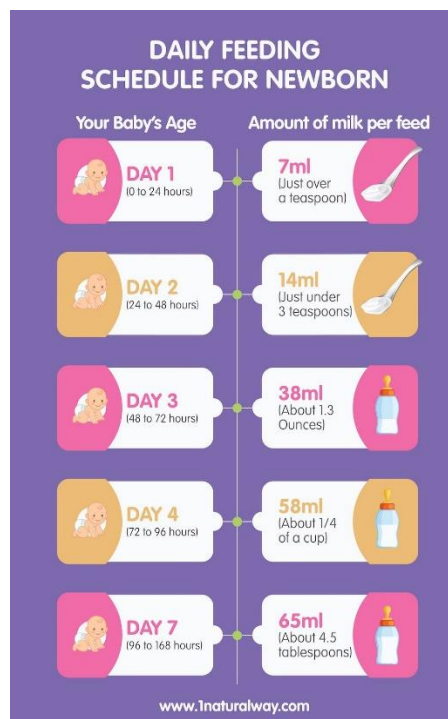 DAILY FEEDING
SCHEDULE FOR NEWBORN
Your Baby's Age
Amount of milk per feed
DAY 1
(0 to 24 hours)
7ml
(Just over
a teaspoon)
DAY 2
(24 to 48 hours)
14ml
(Just under
3 teaspoons)
DAY 3
(48 to 72 hours)
38ml
(About 1.3
Ounces)
DAY 4
(72 to 96 hours)
58ml
(About 1/4
of a cup)
DAY 7
(96 to 168 hours)
65ml
(About 4.5
tablespoons)
www.1naturalway.com